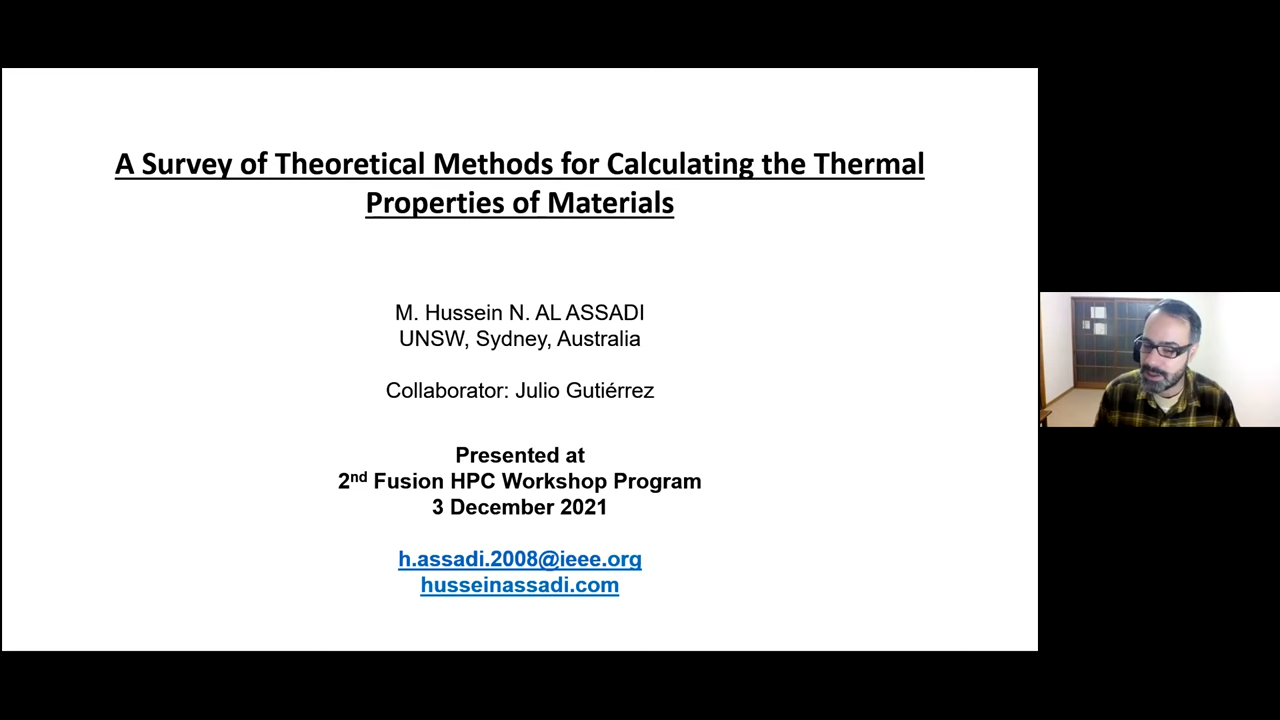 A Survey of Theoretical Methods for Calculating the Thermal
Properties of Materials
M. Hussein N. AL ASSADI
UNSW, Sydney, Australia
Collaborator: Julio Gutiérrez
Presented at
2nd Fusion HPC Workshop Program
3 December 2021
h.assadi.2008@ieee.org
husseinassadi.com